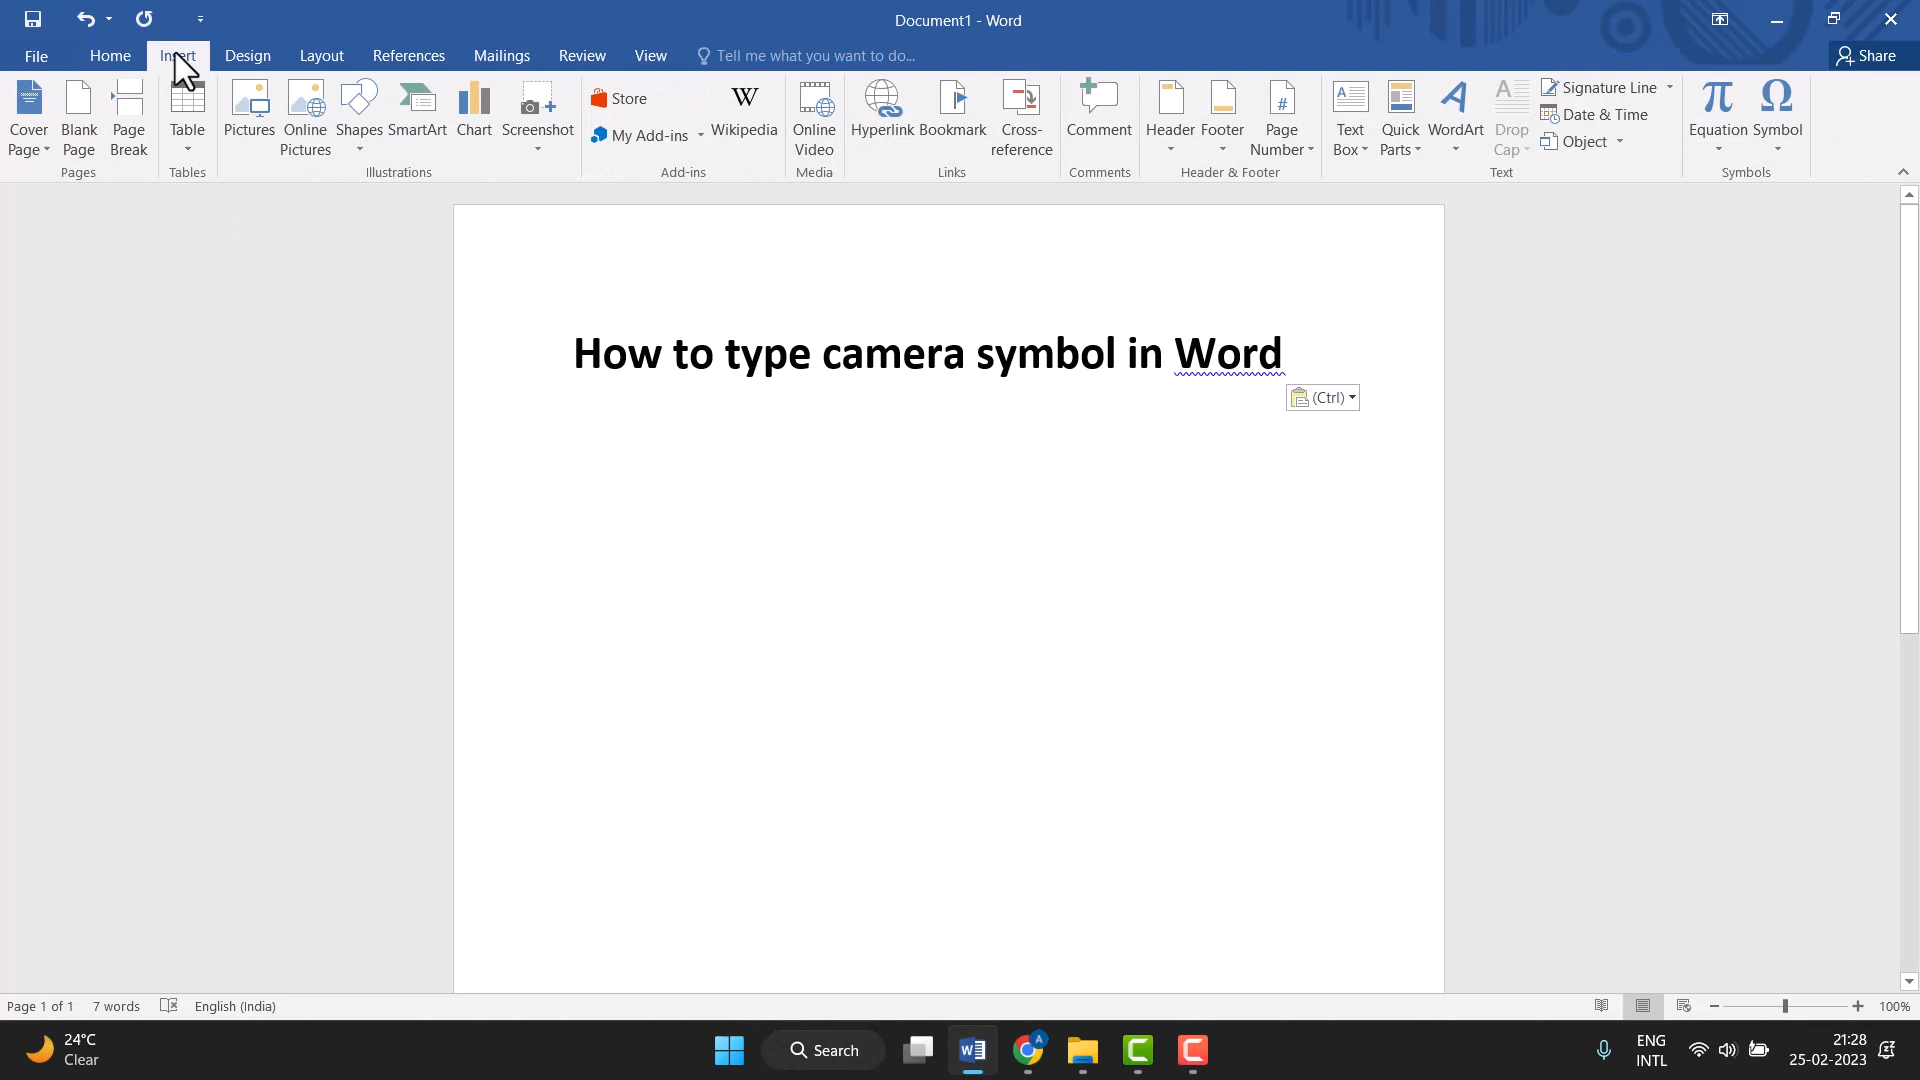 Document1 - Word
File Home Insert Design Layout References Mailings Review View Tell me what you want to do... Share
Cover Page
Blank Page
Page Break
Table
Pictures
Online Pictures
Shapes
SmartArt
Chart
Screenshot
Store
My Add-ins
Wikipedia
Online Video
Hyperlink
Bookmark
Cross-
reference
Comment
Header
Footer
Page Number
Text Box
Quick Parts
WordArt
Drop Cap
Signature Line
Date & Time
Object
Equation
Symbol
Pages Tables Illustrations Add-ins Media Links Comments Header & Footer Text Symbols
How to type camera symbol in Word
(Ctrl)
Page 1 of 1 7 words English (India) 100%
24°C
Clear
Search
ENG
INTL
21:28
25-02-2023